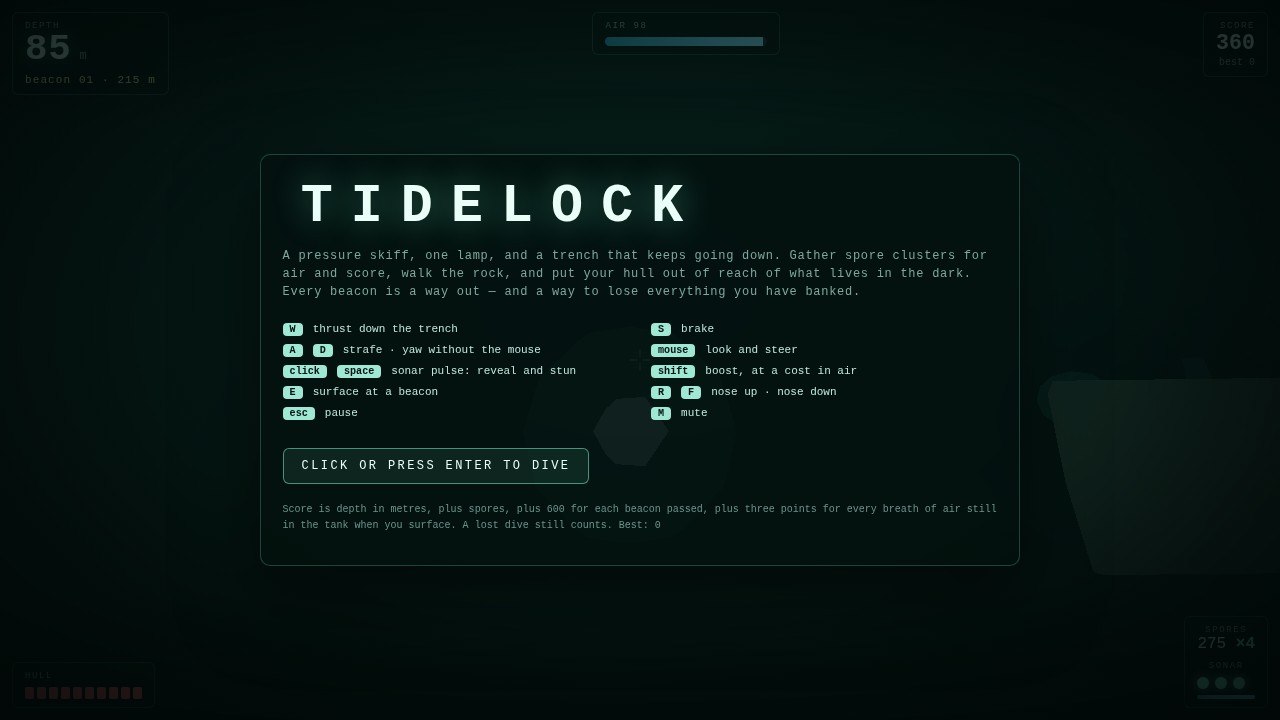 DEPTH
85 m
beacon 01 · 215 m
AIR 98
SCORE
360
best 0
TIDELOCK
A pressure skiff, one lamp, and a trench that keeps going down. Gather spore clusters for
air and score, walk the rock, and put your hull out of reach of what lives in the dark.
Every beacon is a way out — and a way to lose everything you have banked.
W thrust down the trench
S brake
A D strafe · yaw without the mouse
mouse look and steer
click space sonar pulse: reveal and stun
shift boost, at a cost in air
E surface at a beacon
R F nose up · nose down
esc pause
M mute
CLICK OR PRESS ENTER TO DIVE
Score is depth in metres, plus spores, plus 600 for each beacon passed, plus three points for every breath of air still
in the tank when you surface. A lost dive still counts. Best: 0
HULL
SPORES
275 ×4
SONAR